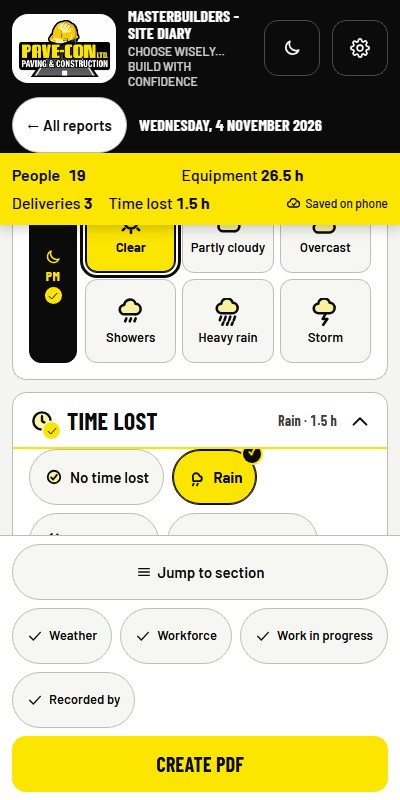 PAVE-CON LTD.
PAVING & CONSTRUCTION
MASTERBUILDERS - SITE DIARY
CHOOSE WISELY... BUILD WITH CONFIDENCE
← All reports
WEDNESDAY, 4 NOVEMBER 2026
People 19
Equipment 26.5 h
Deliveries 3
Time lost 1.5 h
Saved on phone
PM
Clear
Partly cloudy
Overcast
Showers
Heavy rain
Storm
TIME LOST
Rain · 1.5 h
No time lost
Rain
Jump to section
Weather
Workforce
Work in progress
Recorded by
CREATE PDF